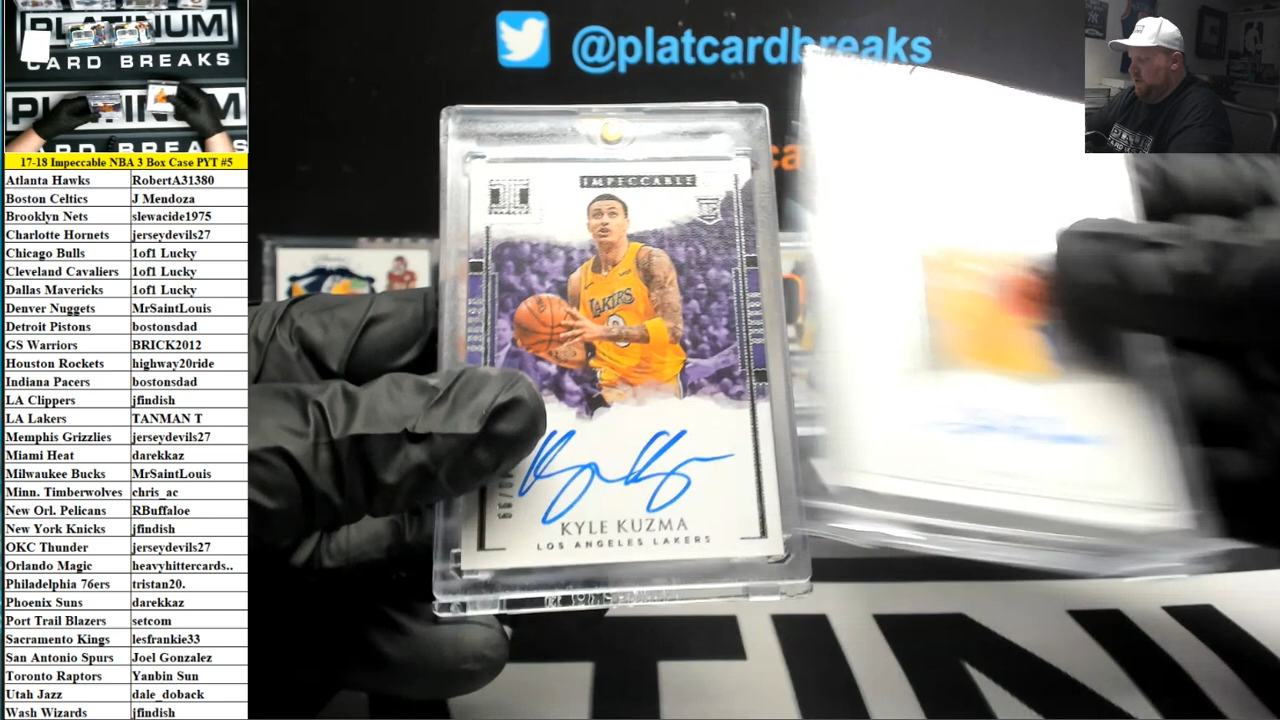 PLATINUM
CARD BREAKS
PLATINUM
@platcardbreaks
17-18 Impeccable NBA 3 Box Case PYT #5
Atlanta Hawks RobertA31380
Boston Celtics J Mendoza
Brooklyn Nets slewacide1975
Charlotte Hornets jerseydevils27
Chicago Bulls 1of1 Lucky
Cleveland Cavaliers 1of1 Lucky
Dallas Mavericks 1of1 Lucky
Denver Nuggets MrSaintLouis
Detroit Pistons bostonsdad
GS Warriors BRICK2012
Houston Rockets highway20ride
Indiana Pacers bostonsdad
LA Clippers jfindish
LA Lakers TANMAN T
Memphis Grizzlies jerseydevils27
Miami Heat darekkaz
Milwaukee Bucks MrSaintLouis
Minn. Timberwolves chris_ac
New Orl. Pelicans RBuffaloe
New York Knicks jfindish
OKC Thunder jerseydevils27
Orlando Magic heavyhittercards..
Philadelphia 76ers tristan20.
Phoenix Suns darekkaz
Port Trail Blazers setcom
Sacramento Kings lesfrankie33
San Antonio Spurs Joel Gonzalez
Toronto Raptors Yanbin Sun
Utah Jazz dale_doback
Wash Wizards jfindish
IMPECCABLE
LAKERS
KYLE KUZMA
LOS ANGELES LAKERS
TINU